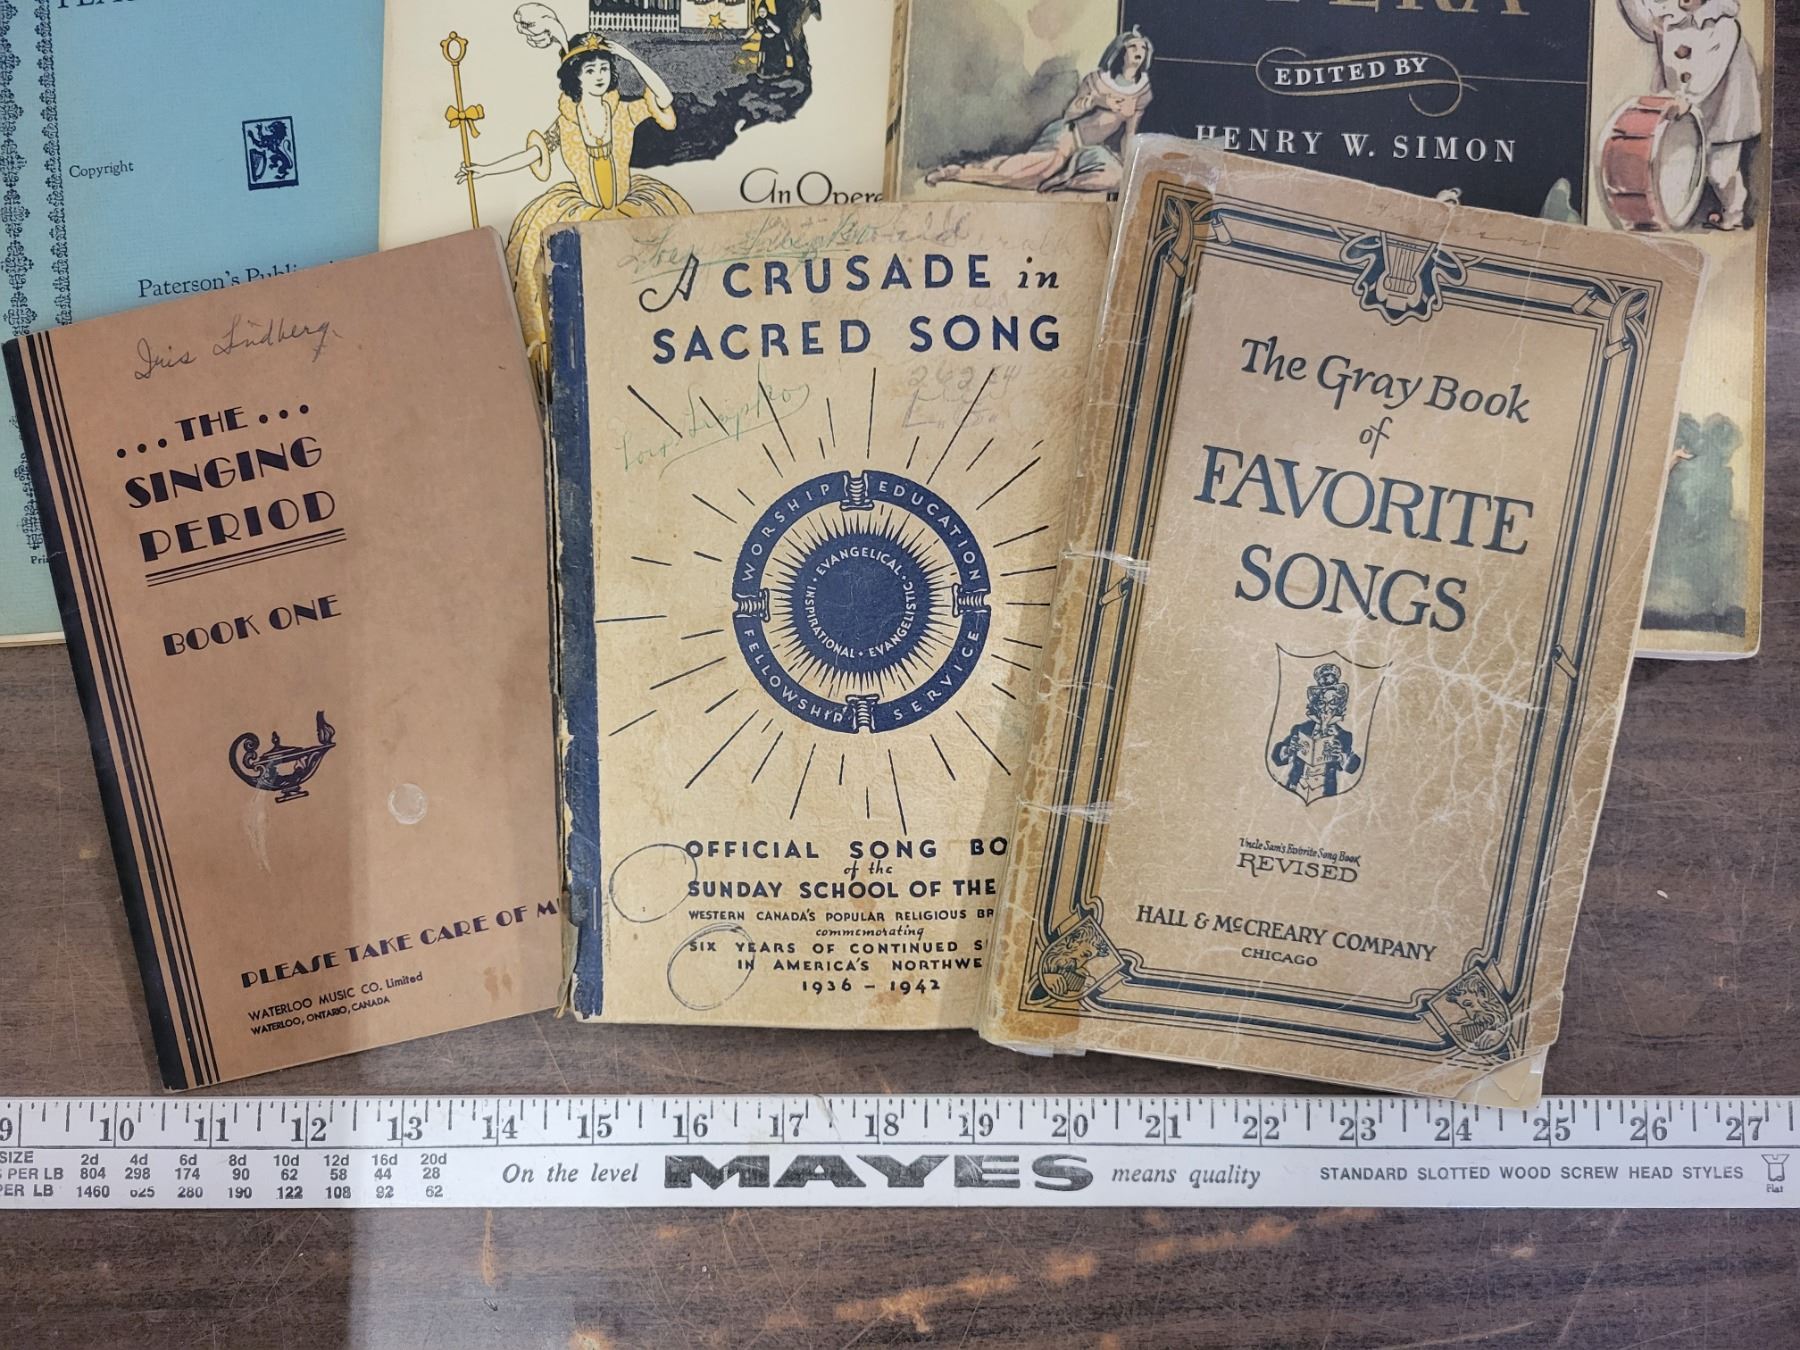 Copyright
Paterson's
An Opere
EDITED BY
HENRY W. SIMON
Iris Lindberg
...THE...
SINGING
PERIOD
BOOK ONE
PLEASE TAKE CARE OF M
WATERLOO MUSIC CO. Limited
WATERLOO, ONTARIO, CANADA
A CRUSADE in
SACRED SONG
WORSHIP
EDUCATION
FELLOWSHIP
SERVICE
EVANGELICAL · EVANGELISTIC · INSPIRATIONAL ·
OFFICIAL SONG BO
of the
SUNDAY SCHOOL OF THE
WESTERN CANADA'S POPULAR RELIGIOUS BR
commemorating
SIX YEARS OF CONTINUED S
IN AMERICA'S NORTHWE
1936 - 1942
The Gray Book
of
FAVORITE
SONGS
Uncle Sam's Favorite Song Book
REVISED
HALL & McCREARY COMPANY
CHICAGO
9 10 11 12 13 14 15 16 17 18 19 20 21 22 23 24 25 26 27
SIZE 2d 4d 6d 8d 10d 12d 16d 20d
PER LB 804 298 174 90 62 58 44 28
PER LB 1460 625 280 190 122 108 92 62
On the level MAYES means quality
STANDARD SLOTTED WOOD SCREW HEAD STYLES
Flat